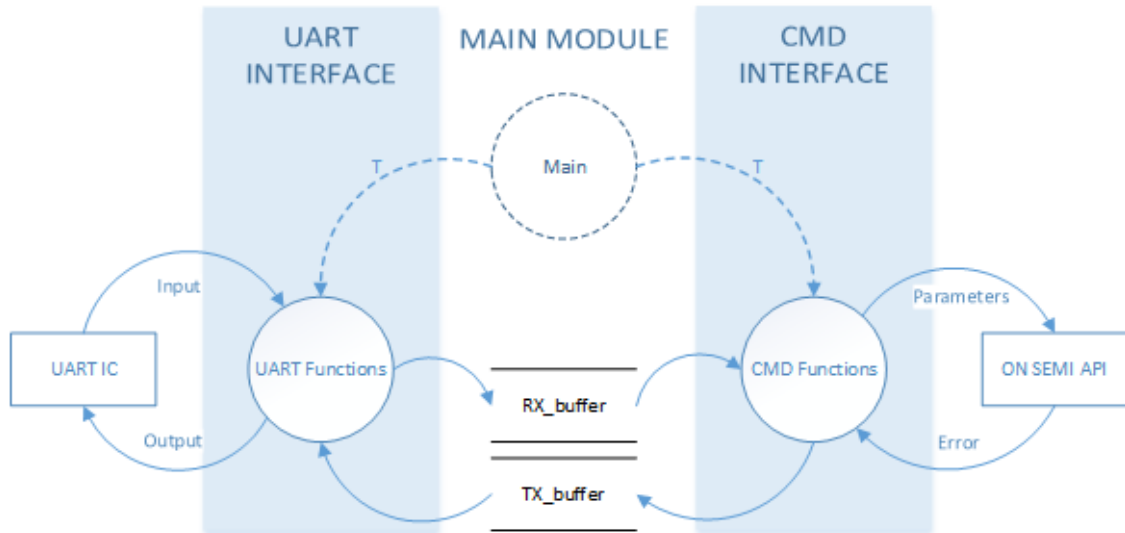 UART
INTERFACE
MAIN MODULE
CMD
INTERFACE
Main
T
T
Input
Parameters
UART IC
UART Functions
CMD Functions
ON SEMI API
RX_buffer
Output
Error
TX_buffer